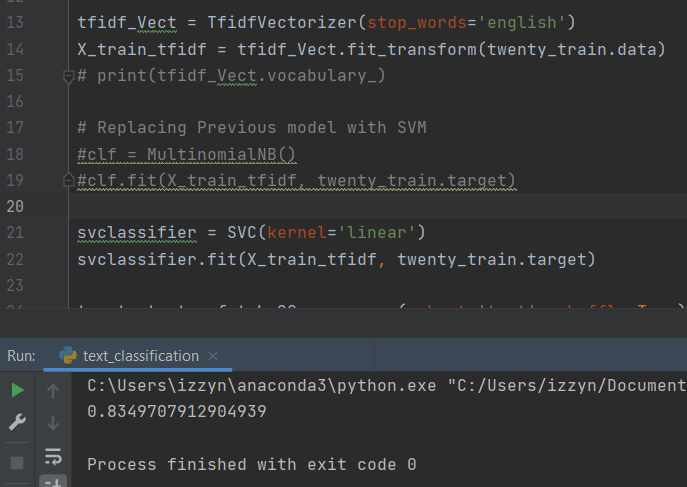 13 tfidf_Vect = TfidfVectorizer(stop_words='english')
14 X_train_tfidf = tfidf_Vect.fit_transform(twenty_train.data)
15 # print(tfidf_Vect.vocabulary_)
16
17 # Replacing Previous model with SVM
18 #clf = MultinomialNB()
19 #clf.fit(X_train_tfidf, twenty_train.target)
20
21 svclassifier = SVC(kernel='linear')
22 svclassifier.fit(X_train_tfidf, twenty_train.target)
23
Run: text_classification ×
C:\Users\izzyn\anaconda3\python.exe "C:/Users/izzyn/Document
0.8349707912904939
Process finished with exit code 0